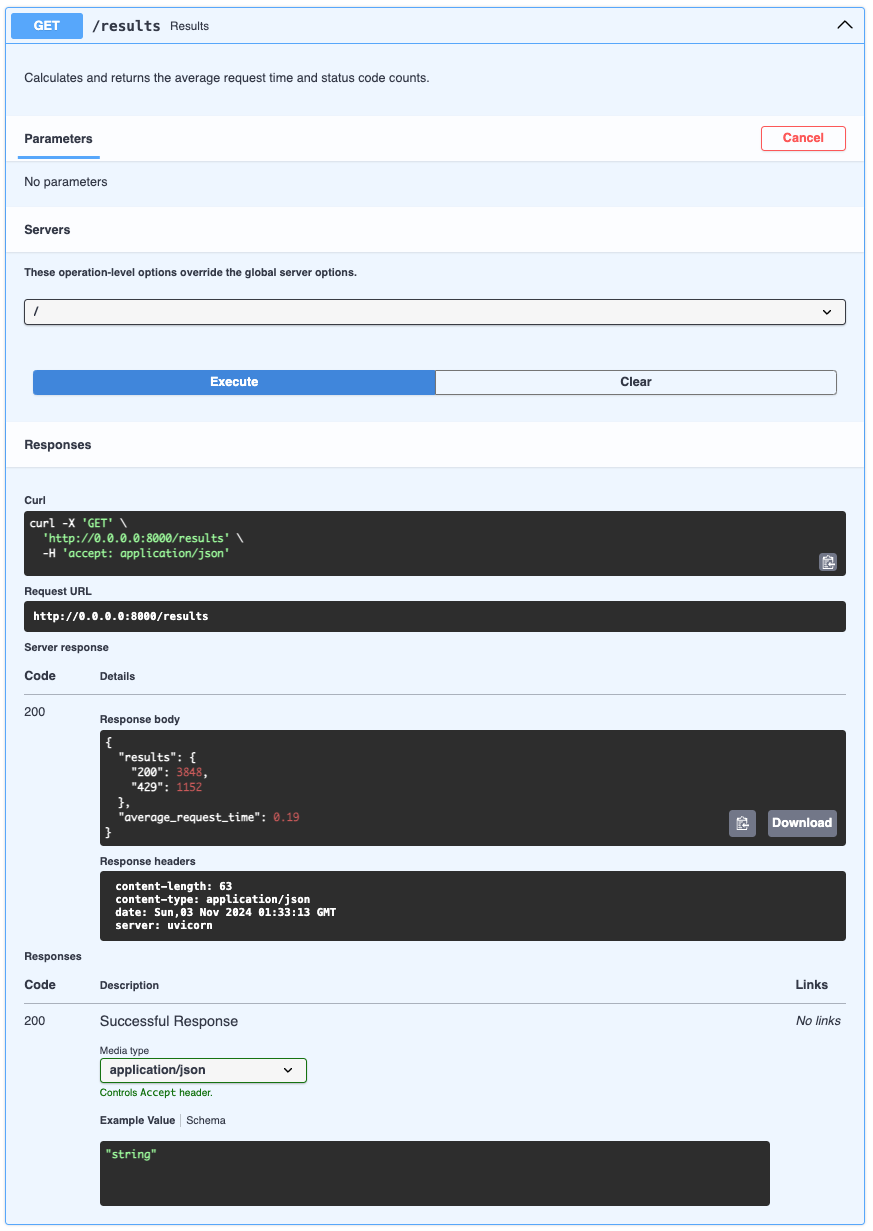 GET /results Results
Calculates and returns the average request time and status code counts.
Parameters
Cancel
No parameters
Servers
These operation-level options override the global server options.
/
Execute
Clear
Responses
Curl
curl -X 'GET' \
  'http://0.0.0.0:8000/results' \
  -H 'accept: application/json'
Request URL
http://0.0.0.0:8000/results
Server response
Code Details
200
Response body
{
  "results": {
    "200": 3848,
    "429": 1152
  },
  "average_request_time": 0.19
}
Download
Response headers
content-length: 63
content-type: application/json
date: Sun,03 Nov 2024 01:33:13 GMT
server: uvicorn
Responses
Code Description Links
200 Successful Response No links
Media type
application/json
Controls Accept header.
Example Value Schema
"string"